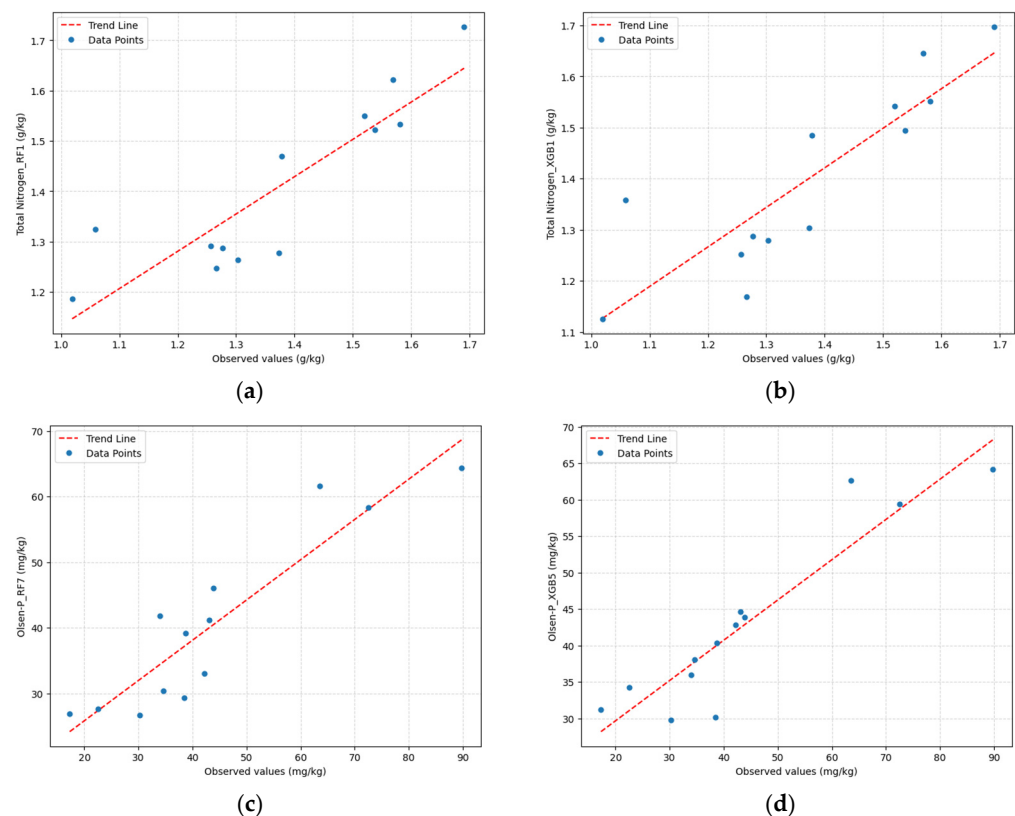 Trend Line
Data Points
Total Nitrogen_RF1 (g/kg)
1.7
1.6
1.5
1.4
1.3
1.2
1.0 1.1 1.2 1.3 1.4 1.5 1.6 1.7
Observed values (g/kg)
(a)
Trend Line
Data Points
Total Nitrogen_XGB1 (g/kg)
1.7
1.6
1.5
1.4
1.3
1.2
1.1
1.0 1.1 1.2 1.3 1.4 1.5 1.6 1.7
Observed values (g/kg)
(b)
Trend Line
Data Points
Olsen-P_RF7 (mg/kg)
70
60
50
40
30
20 30 40 50 60 70 80 90
Observed values (mg/kg)
(c)
Trend Line
Data Points
Olsen-P_XGB5 (mg/kg)
70
65
60
55
50
45
40
35
30
20 30 40 50 60 70 80 90
Observed values (mg/kg)
(d)